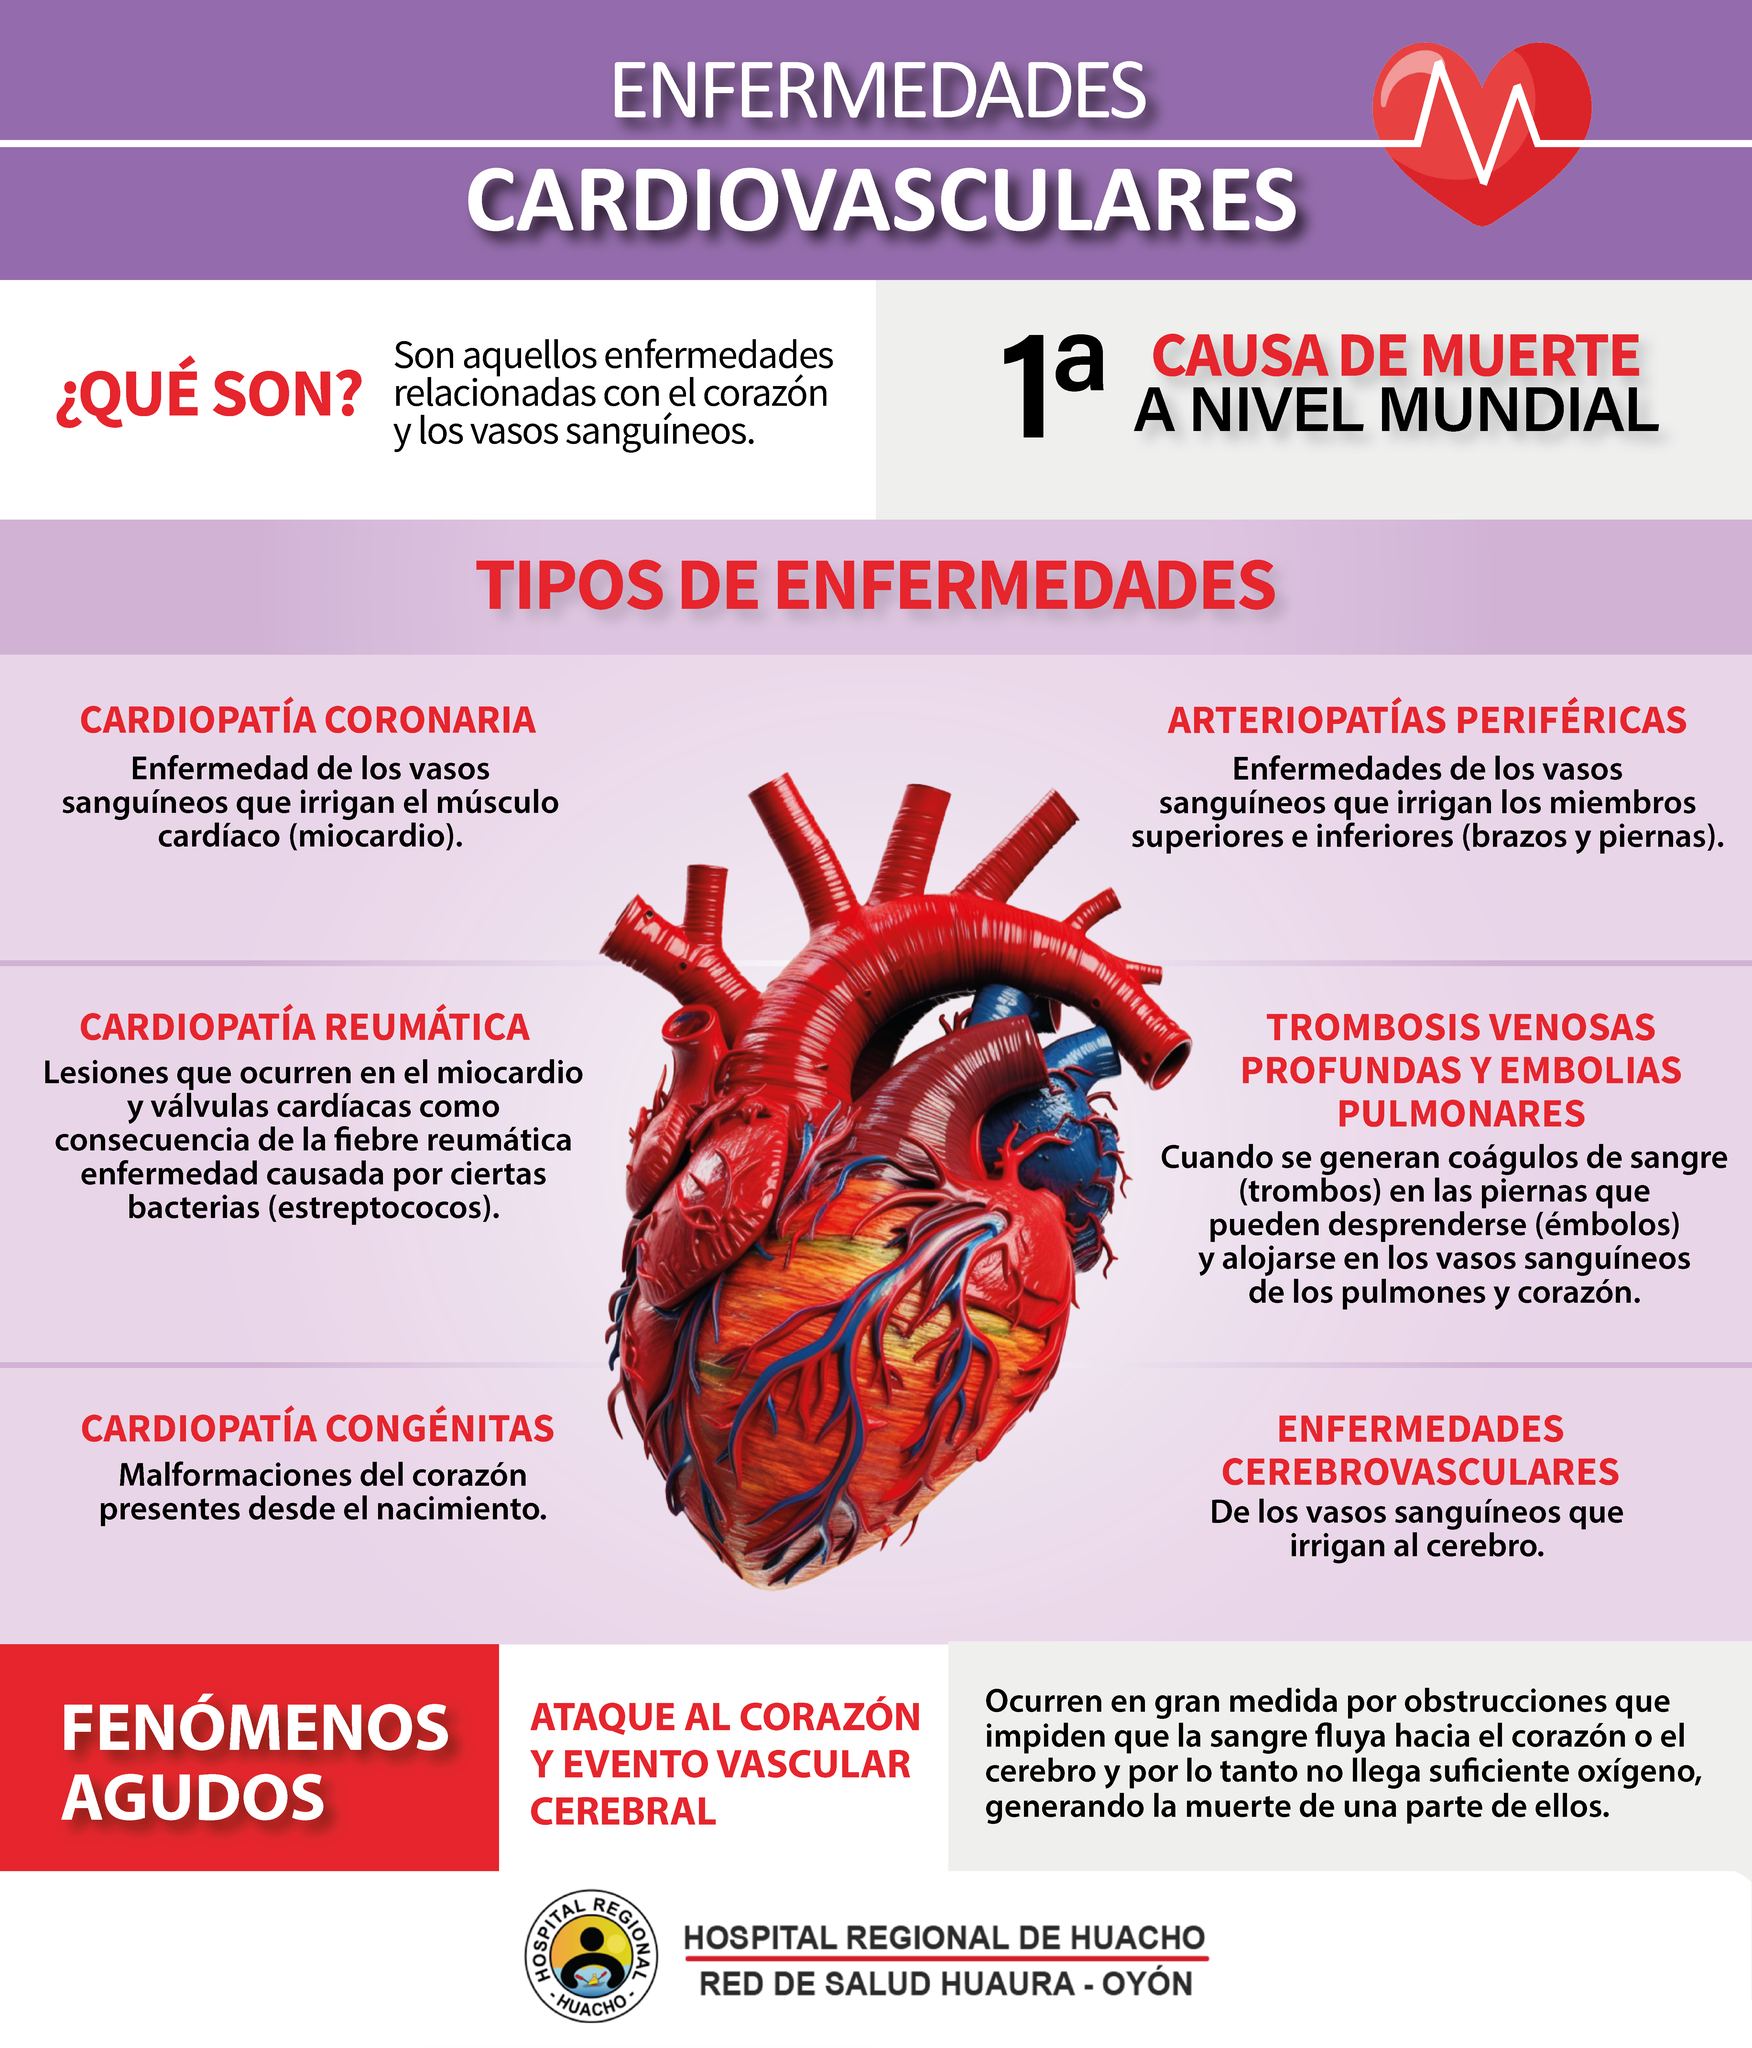 ENFERMEDADES
CARDIOVASCULARES
¿QUÉ SON?
Son aquellos enfermedades
relacionadas con el corazón
y los vasos sanguíneos.
1a
CAUSA DE MUERTE
A NIVEL MUNDIAL
TIPOS DE ENFERMEDADES
CARDIOPATÍA CORONARIA
Enfermedad de los vasos
sanguíneos que irrigan el músculo
cardíaco (miocardio).
ARTERIOPATÍAS PERIFÉRICAS
Enfermedades de los vasos
sanguíneos que irrigan los miembros
superiores e inferiores (brazos y piernas).
CARDIOPATÍA REUMÁTICA
Lesiones que ocurren en el miocardio
y válvulas cardíacas como
consecuencia de la fiebre reumática
enfermedad causada por ciertas
bacterias (estreptococos).
TROMBOSIS VENOSAS
PROFUNDAS Y EMBOLIAS
PULMONARES
Cuando se generan coágulos de sangre
(trombos) en las piernas que
pueden desprenderse (émbolos)
y alojarse en los vasos sanguíneos
de los pulmones y corazón.
CARDIOPATÍA CONGÉNITAS
Malformaciones del corazón
presentes desde el nacimiento.
ENFERMEDADES
CEREBROVASCULARES
De los vasos sanguíneos que
irrigan al cerebro.
FENÓMENOS
AGUDOS
ATAQUE AL CORAZÓN
Y EVENTO VASCULAR
CEREBRAL
Ocurren en gran medida por obstrucciones que
impiden que la sangre fluya hacia el corazón o el
cerebro y por lo tanto no llega suficiente oxígeno,
generando la muerte de una parte de ellos.
HOSPITAL REGIONAL
- HUACHO -
HOSPITAL REGIONAL DE HUACHO
RED DE SALUD HUAURA - OYÓN